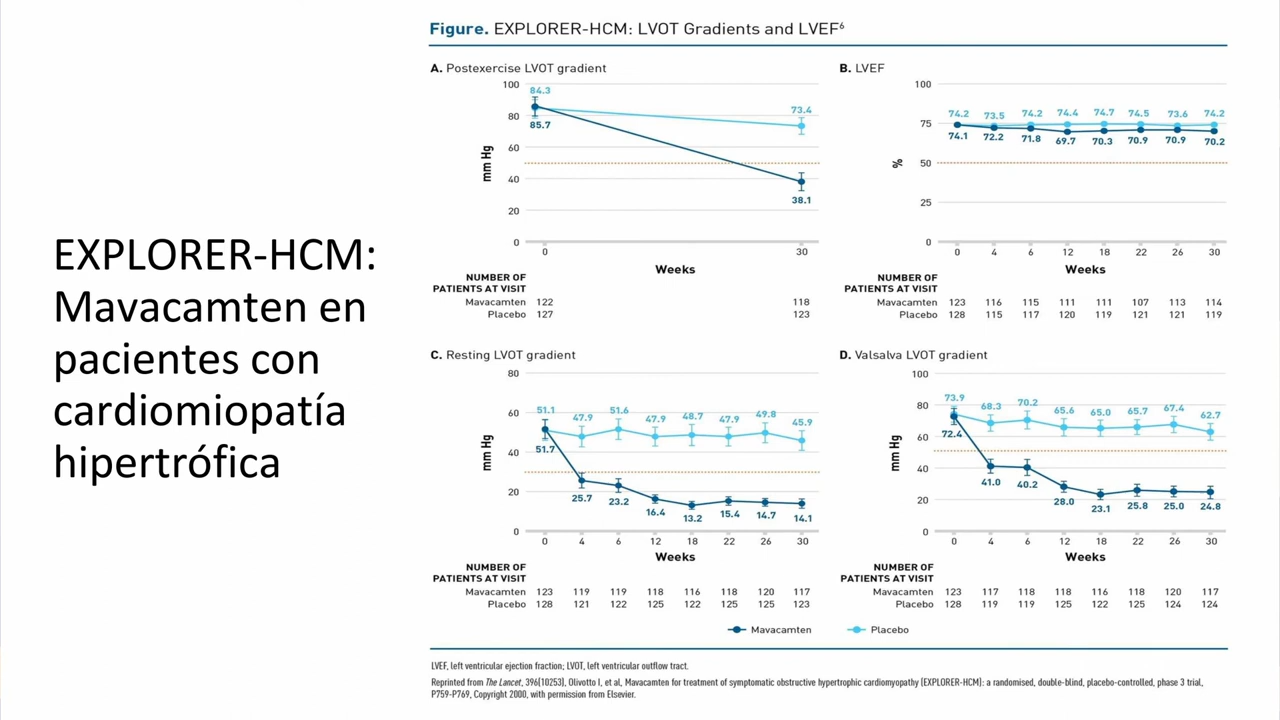 EXPLORER-HCM:
Mavacamten en
pacientes con
cardiomiopatía
hipertrófica
Figure. EXPLORER-HCM: LVOT Gradients and LVEF⁶
A. Postexercise LVOT gradient
100
80
60
40
20
0
mm Hg
84.3
85.7
73.4
38.1
0 30
Weeks
NUMBER OF
PATIENTS AT VISIT
Mavacamten 122 118
Placebo 127 123
B. LVEF
100
75
50
25
0
%
74.2 73.5 74.2 74.4 74.7 74.5 73.6 74.2
74.1 72.2 71.8 69.7 70.3 70.9 70.9 70.2
0 4 6 12 18 22 26 30
Weeks
NUMBER OF
PATIENTS AT VISIT
Mavacamten 123 116 115 111 111 107 113 114
Placebo 128 115 117 120 119 121 121 119
C. Resting LVOT gradient
80
60
40
20
0
mm Hg
51.1 47.9 51.6 47.9 48.7 47.9 49.8 45.9
51.7 25.7 23.2 16.4 13.2 15.4 14.7 14.1
0 4 6 12 18 22 26 30
Weeks
NUMBER OF
PATIENTS AT VISIT
Mavacamten 123 119 119 118 116 118 120 117
Placebo 128 121 122 125 122 125 125 123
D. Valsalva LVOT gradient
100
80
60
40
20
0
mm Hg
73.9 68.3 70.2 65.6 65.0 65.7 67.4 62.7
72.4 41.0 40.2 28.0 23.1 25.8 25.0 24.8
0 4 6 12 18 22 26 30
Weeks
NUMBER OF
PATIENTS AT VISIT
Mavacamten 123 117 118 118 116 118 120 117
Placebo 128 119 119 125 122 125 124 124
Mavacamten Placebo
LVEF, left ventricular ejection fraction; LVOT, left ventricular outflow tract.
Reprinted from The Lancet, 396(10253), Olivotto I, et al, Mavacamten for treatment of symptomatic obstructive hypertrophic cardiomyopathy (EXPLORER-HCM): a randomised, double-blind, placebo-controlled, phase 3 trial,
P759-P769, Copyright 2000, with permission from Elsevier.